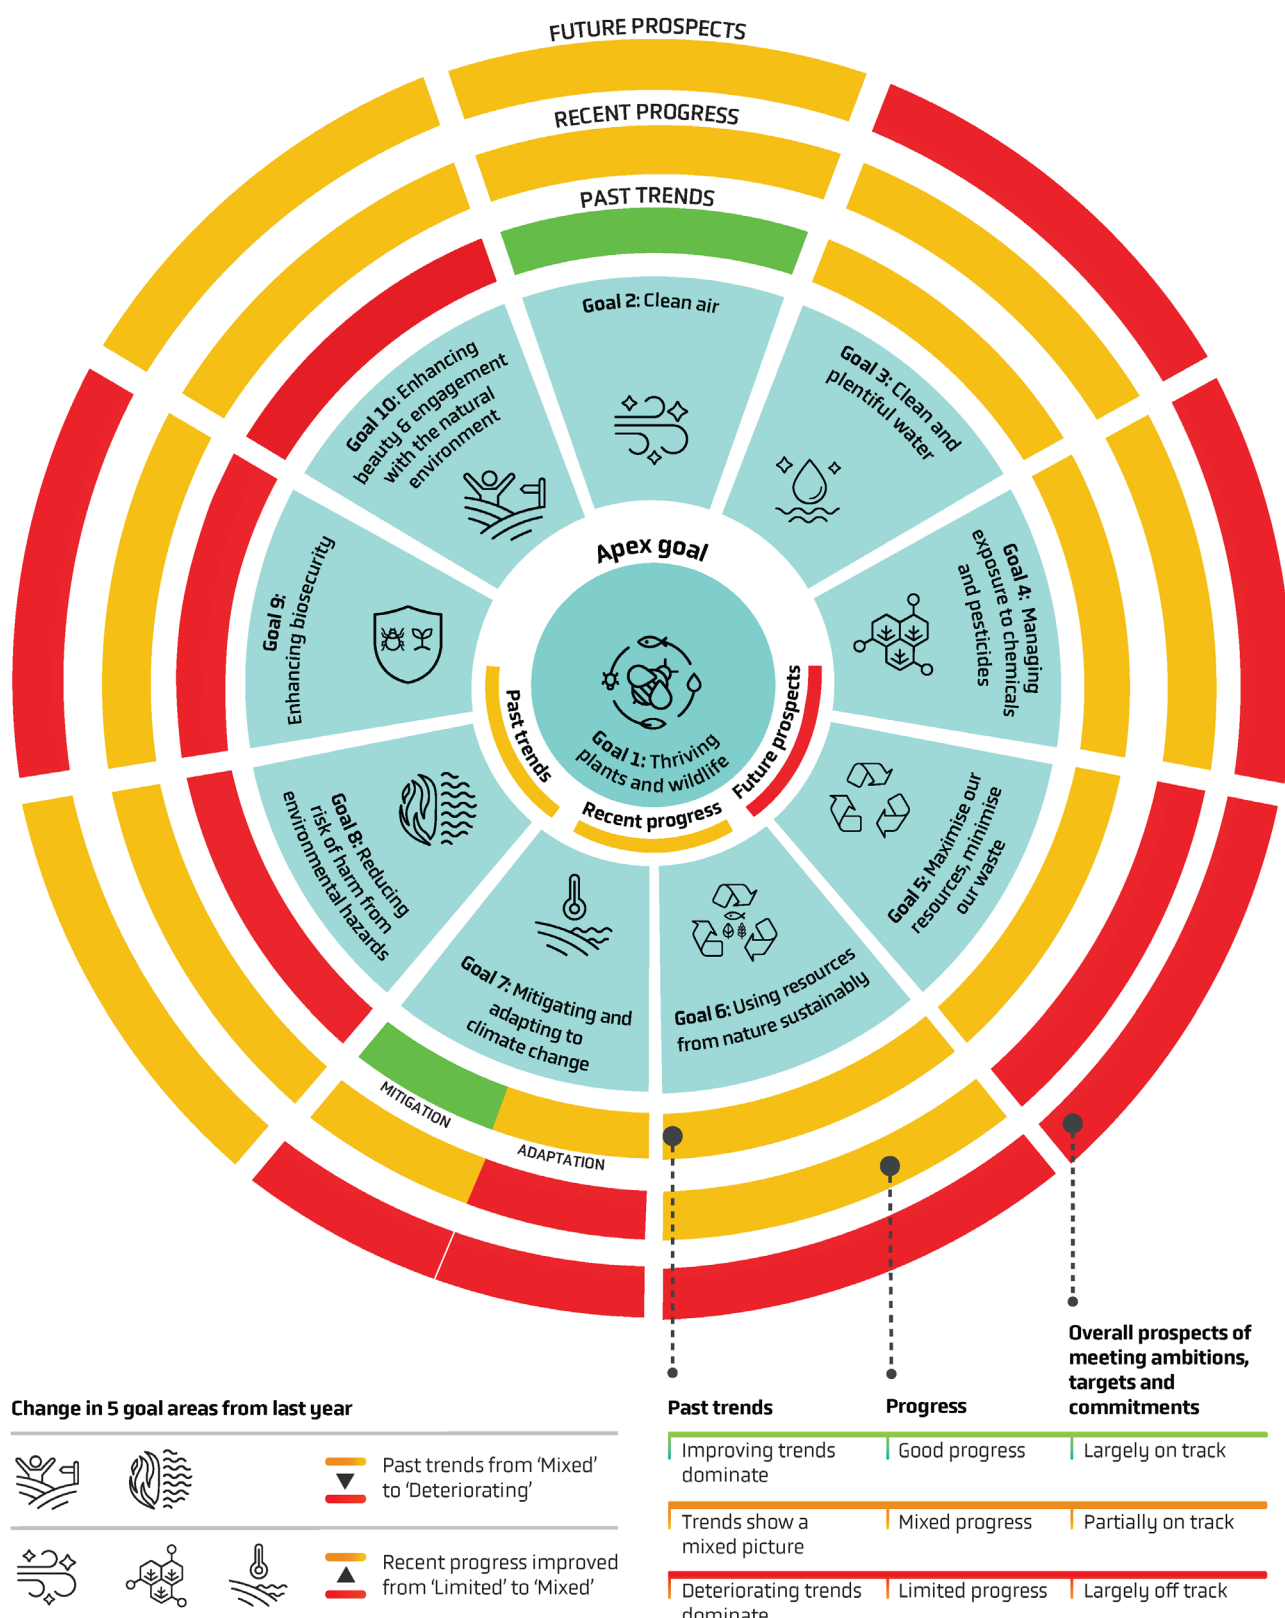 FUTURE PROSPECTS
RECENT PROGRESS
PAST TRENDS
Goal 2: Clean air
Goal 3: Clean and
plentiful water
Goal 4: Managing
exposure to chemicals
and pesticides
Goal 5: Maximise our
resources, minimise
our waste
Goal 6: Using resources
from nature sustainably
Goal 7: Mitigating and
adapting to
climate change
MITIGATION
ADAPTATION
Goal 8: Reducing
risk of harm from
environmental hazards
Goal 9:
Enhancing biosecurity
Goal 10: Enhancing
beauty & engagement
with the natural
environment
Apex goal
Goal 1: Thriving
plants and wildlife
Past trends
Recent progress
Future prospects
Change in 5 goal areas from last year
Past trends from ‘Mixed’
to ‘Deteriorating’
Recent progress improved
from ‘Limited’ to ‘Mixed’
Past trends
Progress
Overall prospects of
meeting ambitions,
targets and
commitments
Improving trends
dominate
Good progress
Largely on track
Trends show a
mixed picture
Mixed progress
Partially on track
Deteriorating trends
dominate
Limited progress
Largely off track